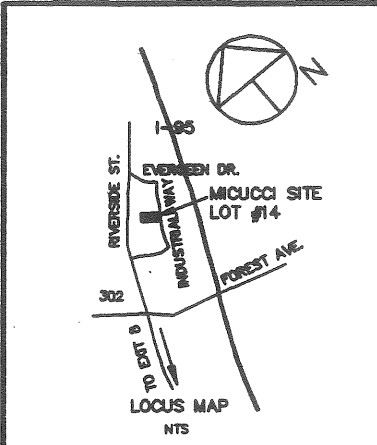 N
I-95
RIVERSIDE ST.
EVERGEEN DR.
INDUSTRIAL WAY
MICUCCI SITE
LOT #14
FOREST AVE.
302
TO EXIT 8
LOCUS MAP
NTS